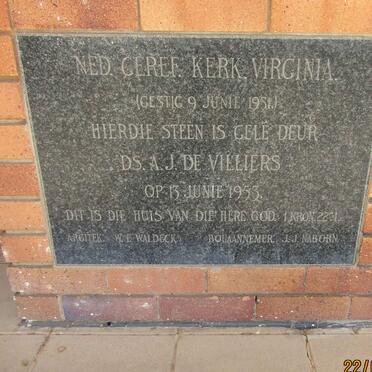 NED. GEREF. KERK, VIRGINIA.
(GESTIG 9 JUNIE 1951)
HIERDIE STEEN IS GELÊ DEUR
DS. A.J. DE VILLIERS
OP 13 JUNIE 1953.
DIT IS DIE HUIS VAN DIE HERE GOD. I KRON. 22:1.
ARGITEK. W.E. WALDECK. BOUAANNEMER. J.J. NABORN.
22/